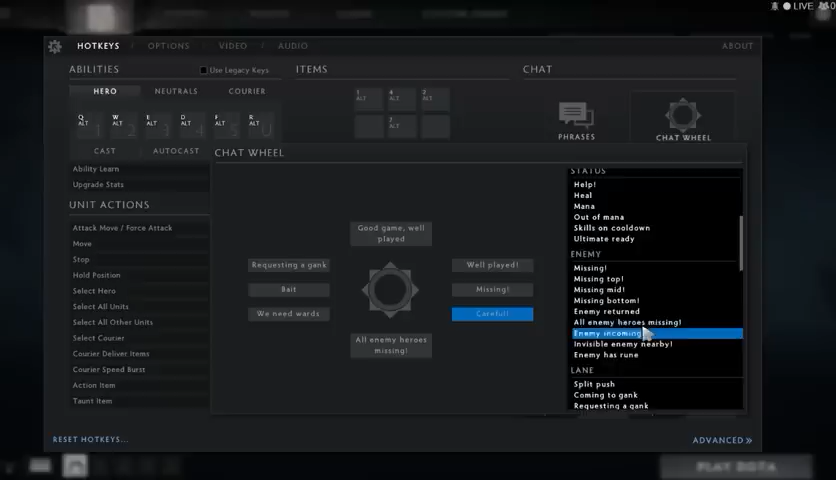 LIVE 0
HOTKEYS / OPTIONS / VIDEO / AUDIO
ABOUT
ABILITIES
Use Legacy Keys
ITEMS
CHAT
HERO
NEUTRALS
COURIER
Q ALT 1
W ALT 2
E ALT 3
D ALT 4
F ALT 5
R ALT U
1 ALT
4 ALT
2 ALT
PHRASES
CHAT WHEEL
CAST
AUTOCAST
Ability Learn
Upgrade Stats
UNIT ACTIONS
Attack Move / Force Attack
Move
Stop
Hold Position
Select Hero
Select All Units
Select All Other Units
Select Courier
Courier Deliver Items
Courier Speed Burst
Action Item
Taunt Item
CHAT WHEEL
Good game, well
played
Requesting a gank
Well played!
Bait
Missing!
We need wards
Careful!
All enemy heroes
missing!
STATUS
Help!
Heal
Mana
Out of mana
Skills on cooldown
Ultimate ready
ENEMY
Missing!
Missing top!
Missing mid!
Missing bottom!
Enemy returned
All enemy heroes missing!
Enemy incoming
Invisible enemy nearby!
Enemy has rune
LANE
Split push
Coming to gank
Requesting a gank
RESET HOTKEYS...
ADVANCED »
PLAY DOTA